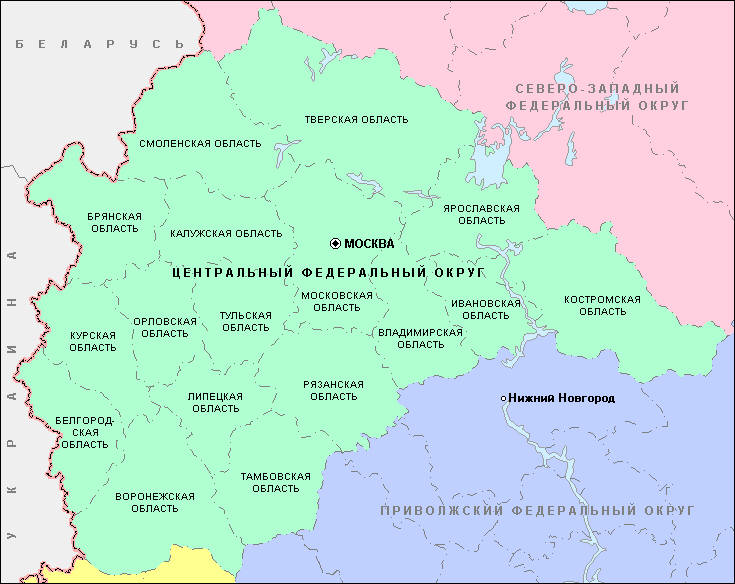 БЕЛАРУСЬ
СЕВЕРО-ЗАПАДНЫЙ
ФЕДЕРАЛЬНЫЙ ОКРУГ
ТВЕРСКАЯ ОБЛАСТЬ
СМОЛЕНСКАЯ ОБЛАСТЬ
БРЯНСКАЯ
ОБЛАСТЬ
КАЛУЖСКАЯ ОБЛАСТЬ
ЯРОСЛАВСКАЯ
ОБЛАСТЬ
МОСКВА
ЦЕНТРАЛЬНЫЙ ФЕДЕРАЛЬНЫЙ ОКРУГ
МОСКОВСКАЯ
ОБЛАСТЬ
ИВАНОВСКАЯ
ОБЛАСТЬ
КОСТРОМСКАЯ
ОБЛАСТЬ
КУРСКАЯ
ОБЛАСТЬ
ОРЛОВСКАЯ
ОБЛАСТЬ
ТУЛЬСКАЯ
ОБЛАСТЬ
ВЛАДИМИРСКАЯ
ОБЛАСТЬ
УКРАИНА
ЛИПЕЦКАЯ
ОБЛАСТЬ
РЯЗАНСКАЯ
ОБЛАСТЬ
Нижний Новгород
БЕЛГОРОД-
СКАЯ
ОБЛАСТЬ
ТАМБОВСКАЯ
ОБЛАСТЬ
ВОРОНЕЖСКАЯ
ОБЛАСТЬ
ПРИВОЛЖСКИЙ ФЕДЕРАЛЬНЫЙ ОКРУГ